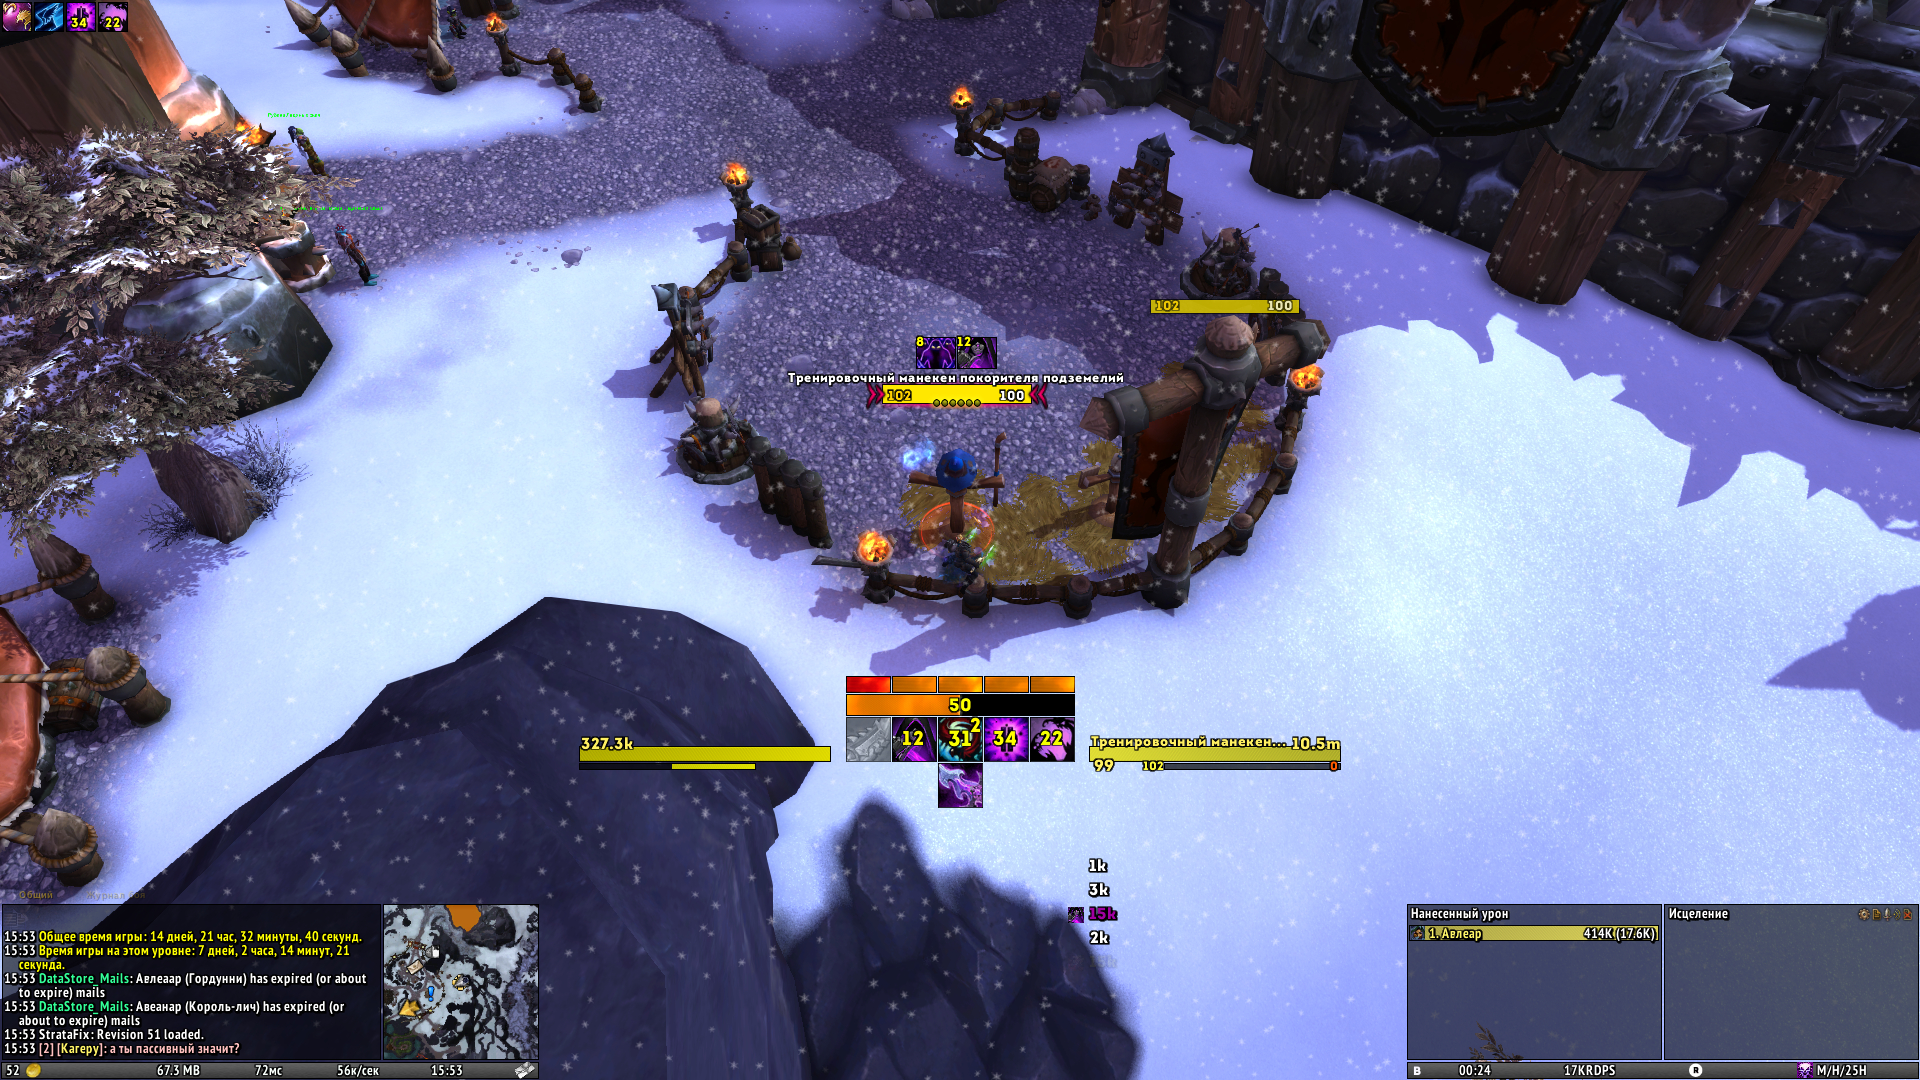 34
22
102 100
8 12
Тренировочный манекен покорителя подземелий
102 100
50
12 31 2 34 22
327.3k
Тренировочный манекен... 10.5m
99 102 0
1k
3k
15k
2k
Общий
15:53 Общее время игры: 14 дней, 21 час, 32 минуты, 40 секунд.
15:53 Время игры на этом уровне: 7 дней, 2 часа, 14 минут, 21
секунда.
15:53 DataStore_Mails: Авлеаар (Гордунни) has expired (or about
to expire) mails
15:53 DataStore_Mails: Авеанар (Король-лич) has expired (or
about to expire) mails
15:53 StrataFix: Revision 51 loaded.
15:53 [2] [Karepy]: а ты пассивный значит?
52 67.3 MB 72мс 56к/сек 15:53
Нанесенный урон
1. Авлеар 414K (17.6K)
Исцеление
B 00:24 17KRDPS R M/H/25H